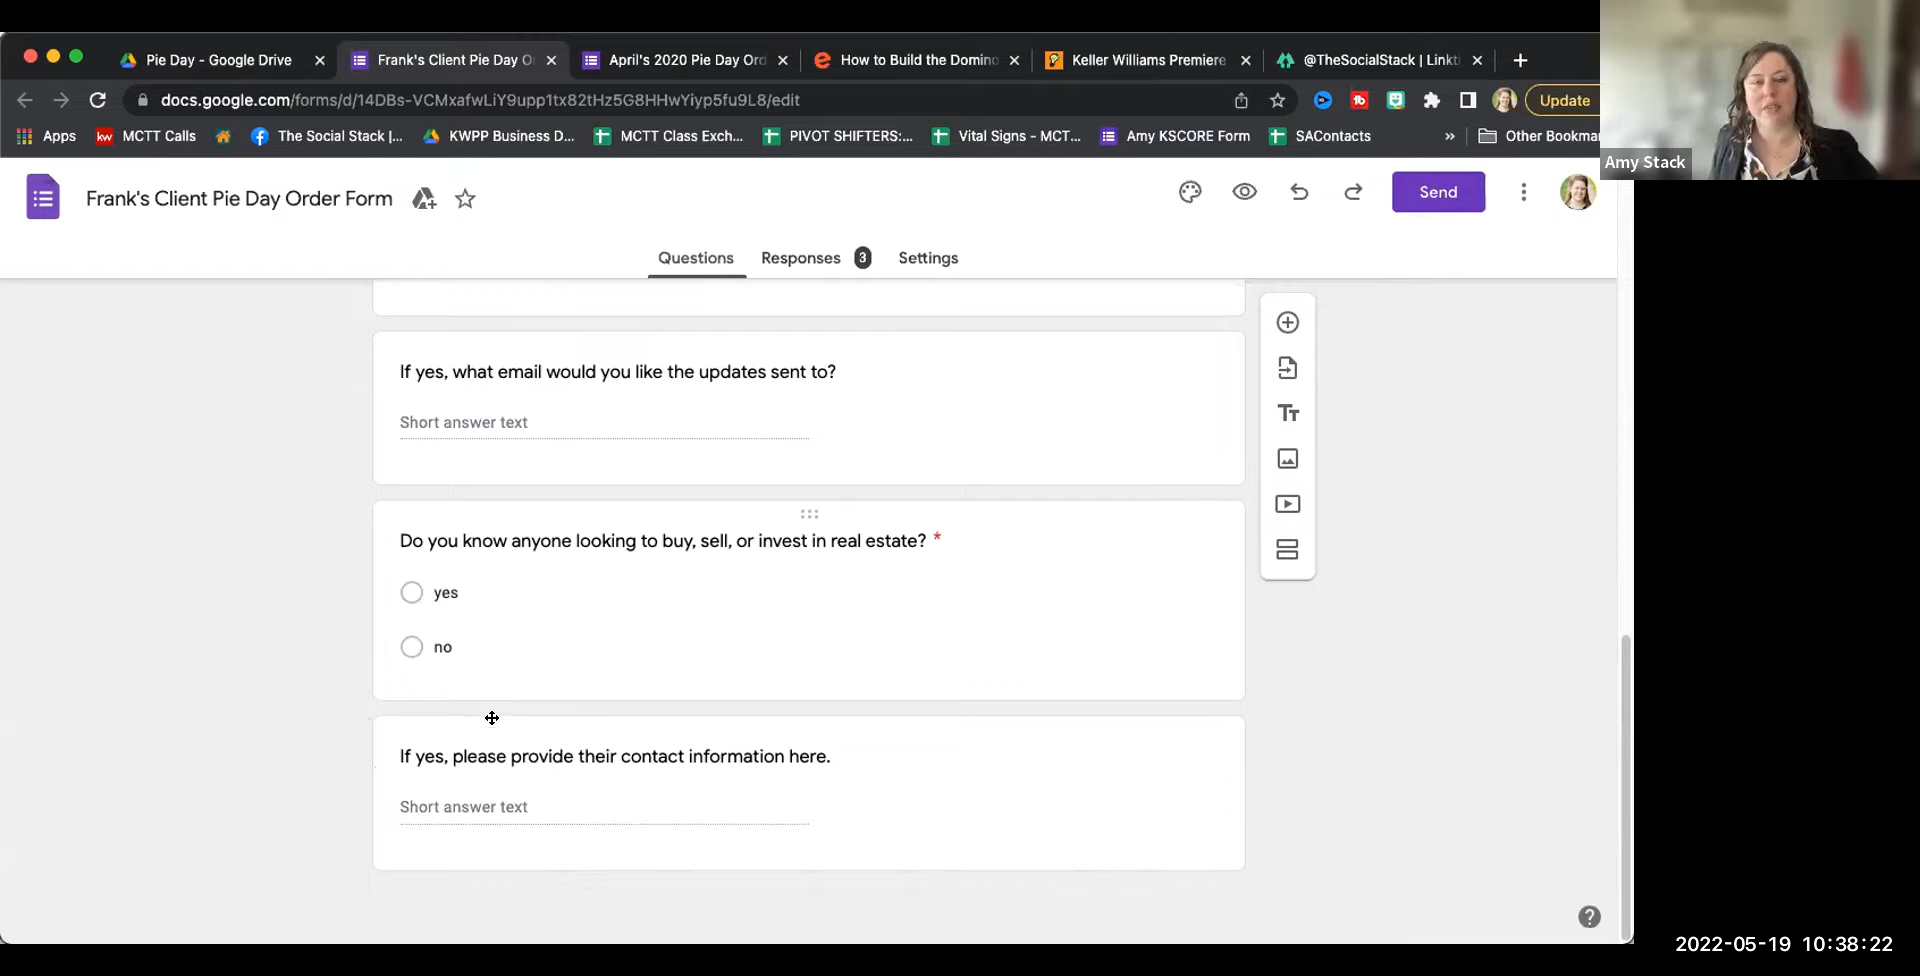 Pie Day - Google Drive
Frank's Client Pie Day O
April's 2020 Pie Day Ord
How to Build the Domino
Keller Williams Premiere
@TheSocialStack | Linkt
docs.google.com/forms/d/14DBs-VCMxafwLiY9upp1tx82tHz5G8HHwYiyp5fu9L8/edit
Update
Apps
kw
MCTT Calls
The Social Stack |...
KWPP Business D...
MCTT Class Exch...
PIVOT SHIFTERS:...
Vital Signs - MCT...
Amy KSCORE Form
SAContacts
»
Other Bookma
Amy Stack
Frank's Client Pie Day Order Form
Send
Questions
Responses 3
Settings
If yes, what email would you like the updates sent to?
Short answer text
Do you know anyone looking to buy, sell, or invest in real estate? *
yes
no
If yes, please provide their contact information here.
Short answer text
Tт
2022-05-19 10:38:22